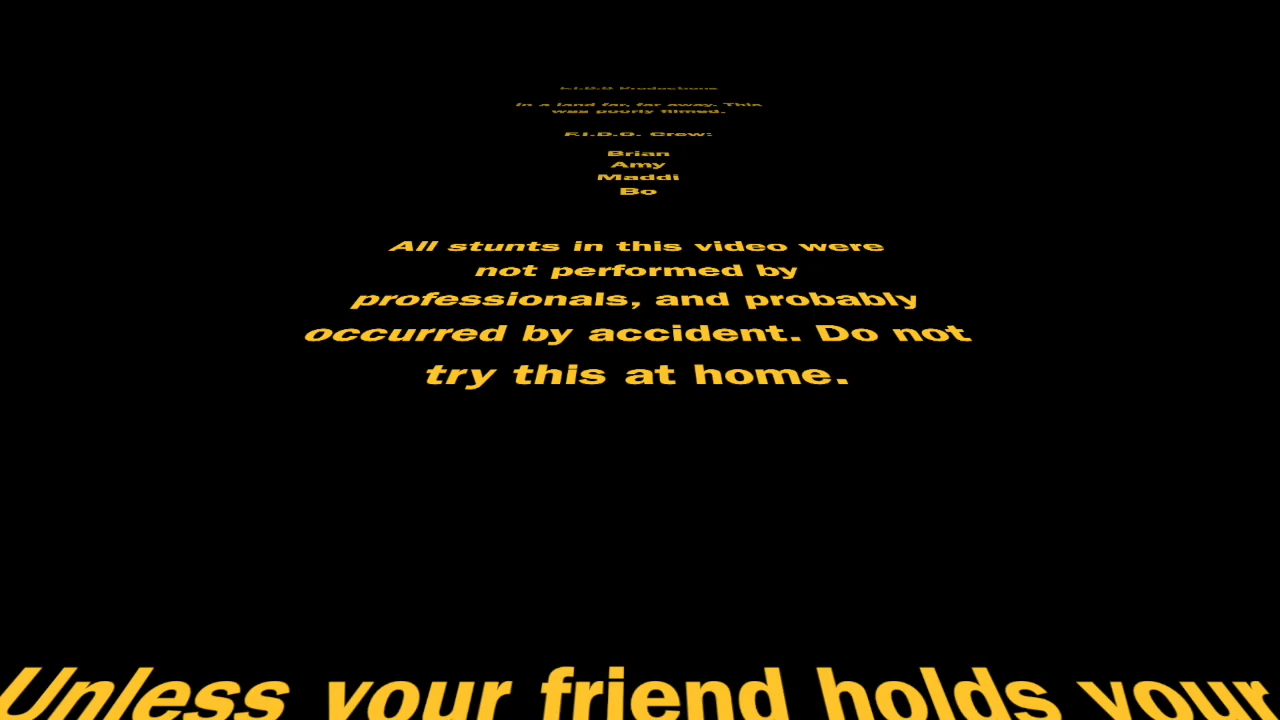 F.I.D.O Productions
In a land far, far away. This
was poorly filmed.
F.I.D.O. Crew:
Brian
Amy
Maddi
Bo
All stunts in this video were
not performed by
professionals, and probably
occurred by accident. Do not
try this at home.
Unless your friend holds your